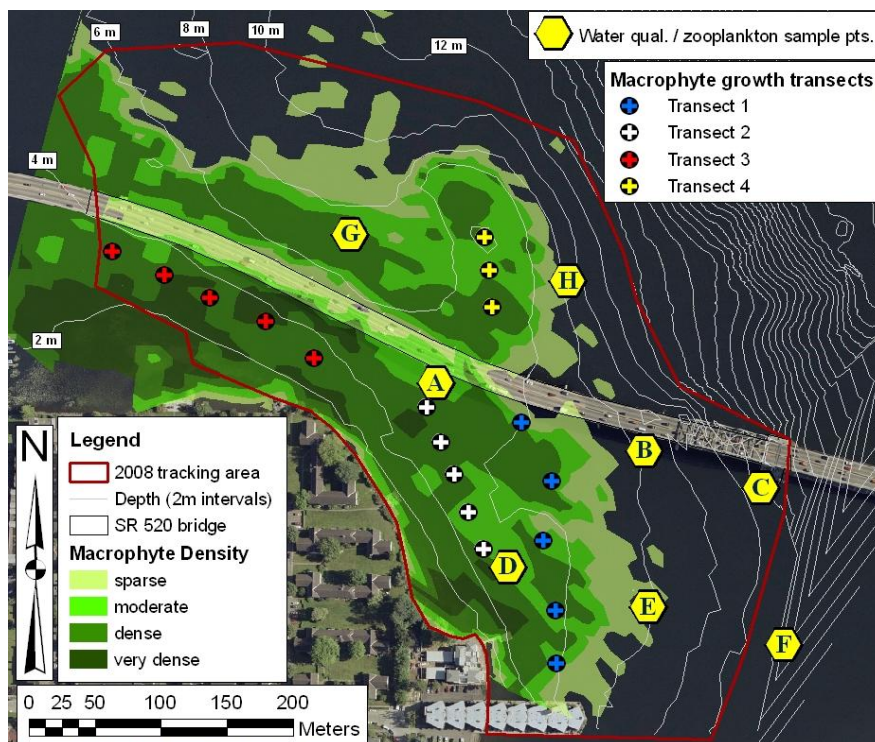 6 m
8 m
10 m
12 m
Water qual. / zooplankton sample pts.
Macrophyte growth transects
Transect 1
Transect 2
Transect 3
Transect 4
4 m
G
H
2 m
A
B
C
D
E
F
N
Legend
2008 tracking area
Depth (2m intervals)
SR 520 bridge
Macrophyte Density
sparse
moderate
dense
very dense
0 25 50 100 150 200
Meters